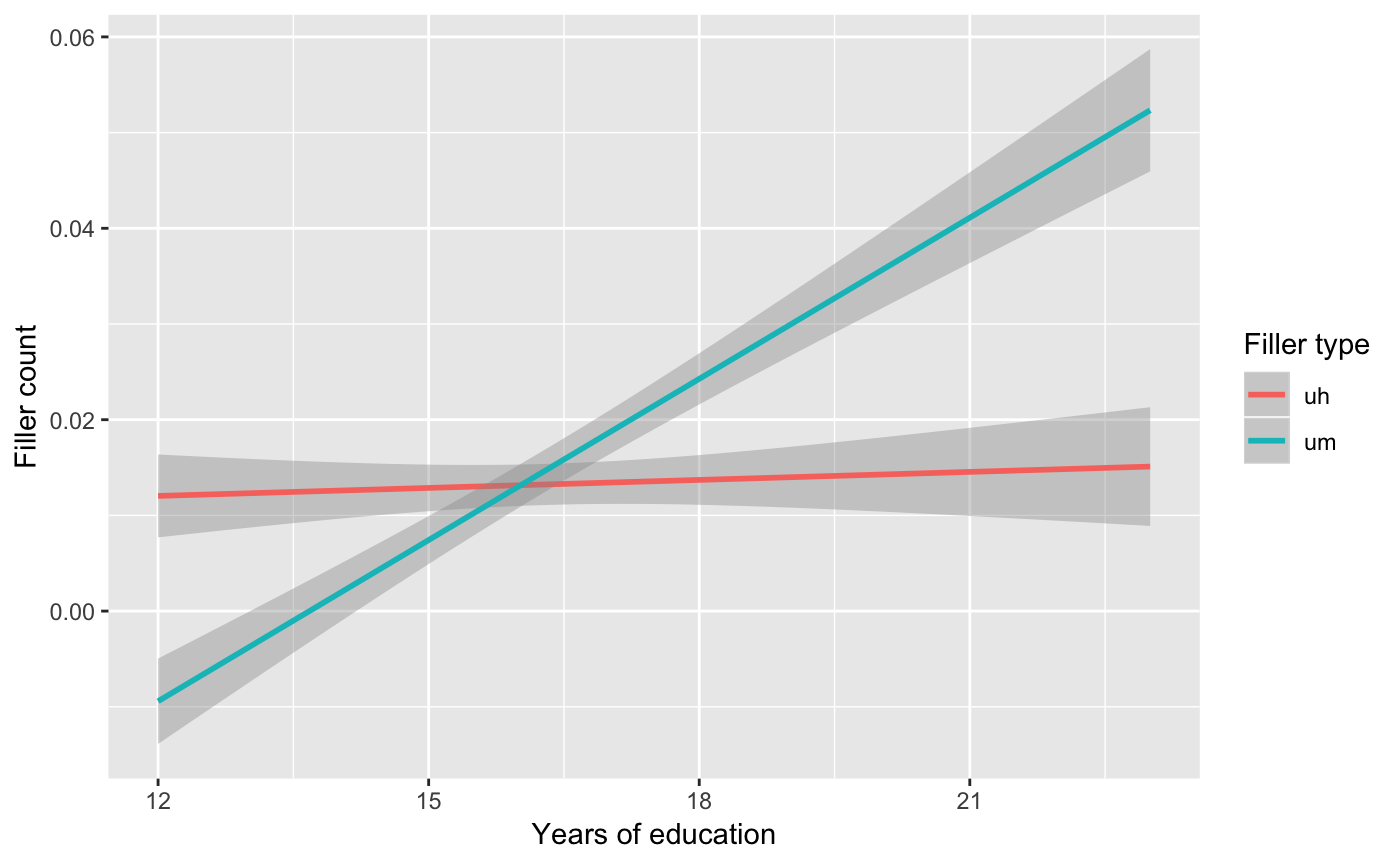 0.06
0.04
0.02
0.00
Filler count
12
15
18
21
Years of education
Filler type
uh
um